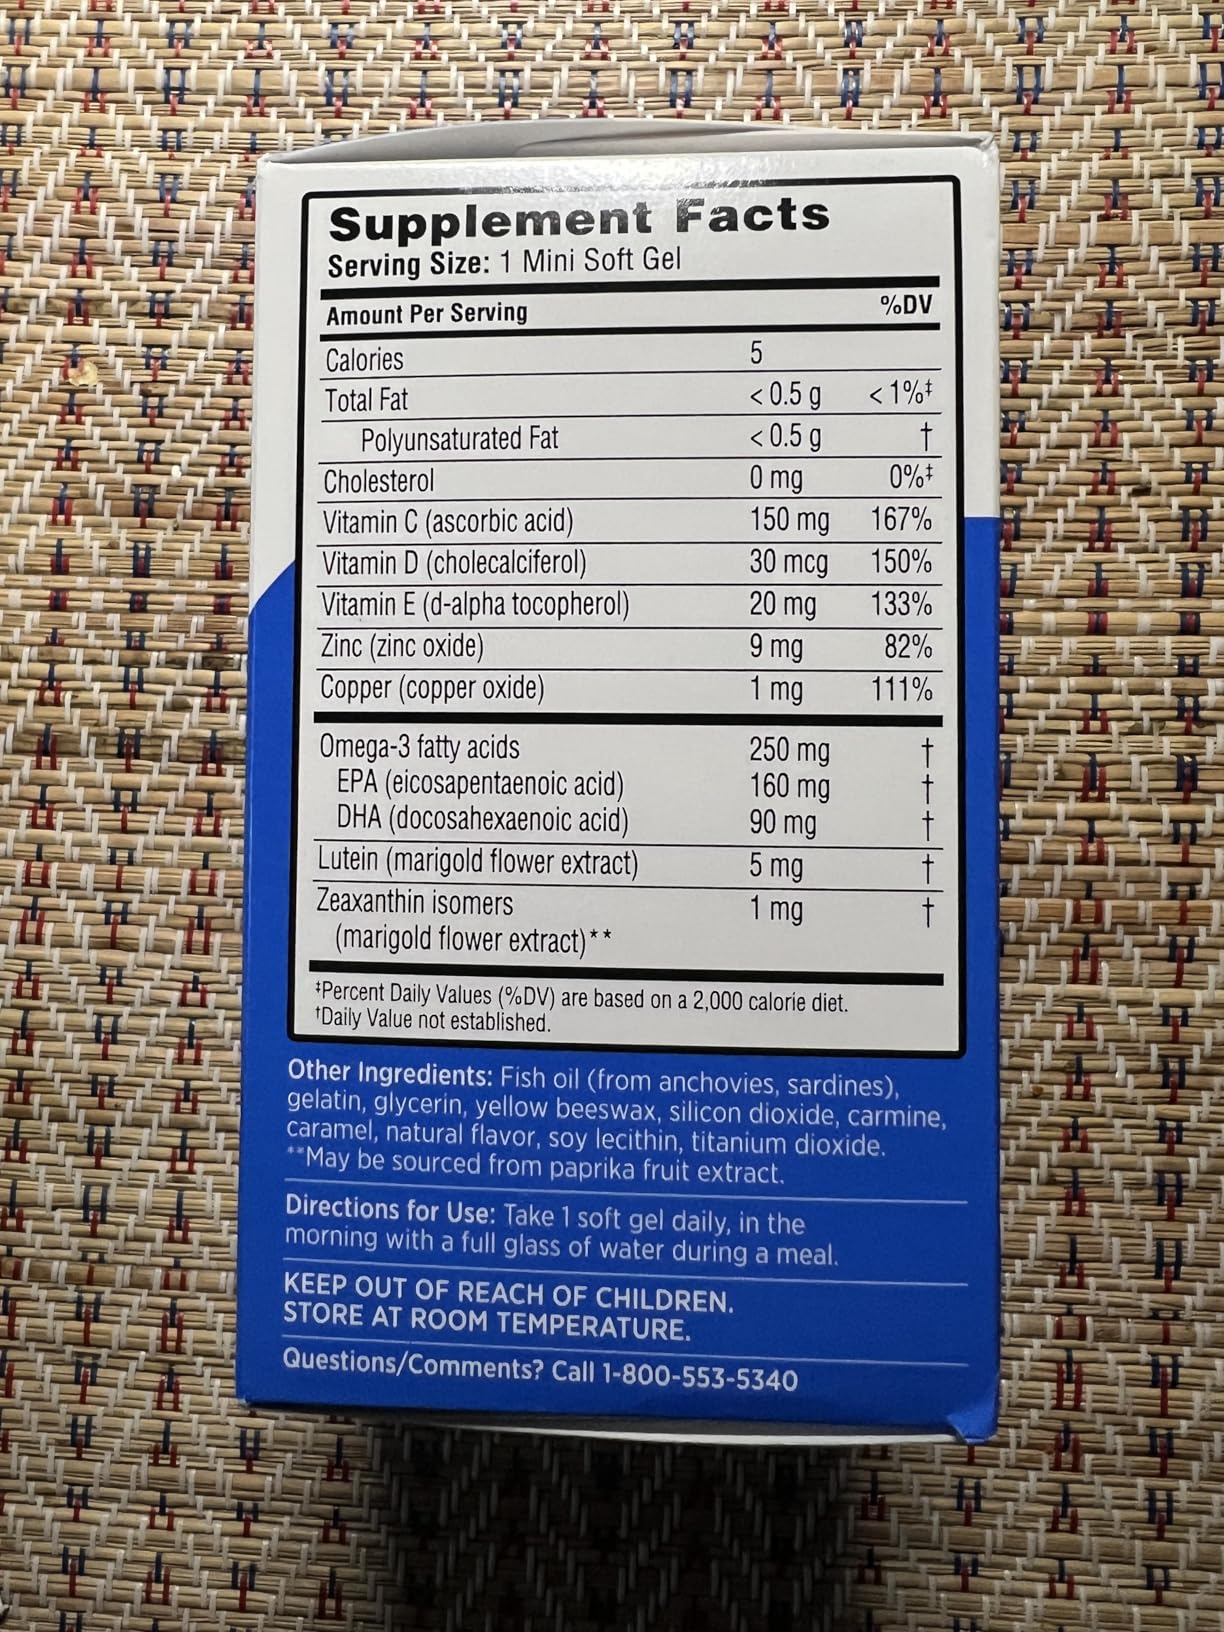 Supplement Facts
Serving Size: 1 Mini Soft Gel
Amount Per Serving %DV
Calories 5
Total Fat < 0.5 g < 1%‡
Polyunsaturated Fat < 0.5 g †
Cholesterol 0 mg 0%‡
Vitamin C (ascorbic acid) 150 mg 167%
Vitamin D (cholecalciferol) 30 mcg 150%
Vitamin E (d-alpha tocopherol) 20 mg 133%
Zinc (zinc oxide) 9 mg 82%
Copper (copper oxide) 1 mg 111%
Omega-3 fatty acids 250 mg †
EPA (eicosapentaenoic acid) 160 mg †
DHA (docosahexaenoic acid) 90 mg †
Lutein (marigold flower extract) 5 mg †
Zeaxanthin isomers 1 mg †
(marigold flower extract)**
‡Percent Daily Values (%DV) are based on a 2,000 calorie diet.
†Daily Value not established.
Other Ingredients: Fish oil (from anchovies, sardines),
gelatin, glycerin, yellow beeswax, silicon dioxide, carmine,
caramel, natural flavor, soy lecithin, titanium dioxide.
**May be sourced from paprika fruit extract.
Directions for Use: Take 1 soft gel daily, in the
morning with a full glass of water during a meal.
KEEP OUT OF REACH OF CHILDREN.
STORE AT ROOM TEMPERATURE.
Questions/Comments? Call 1-800-553-5340